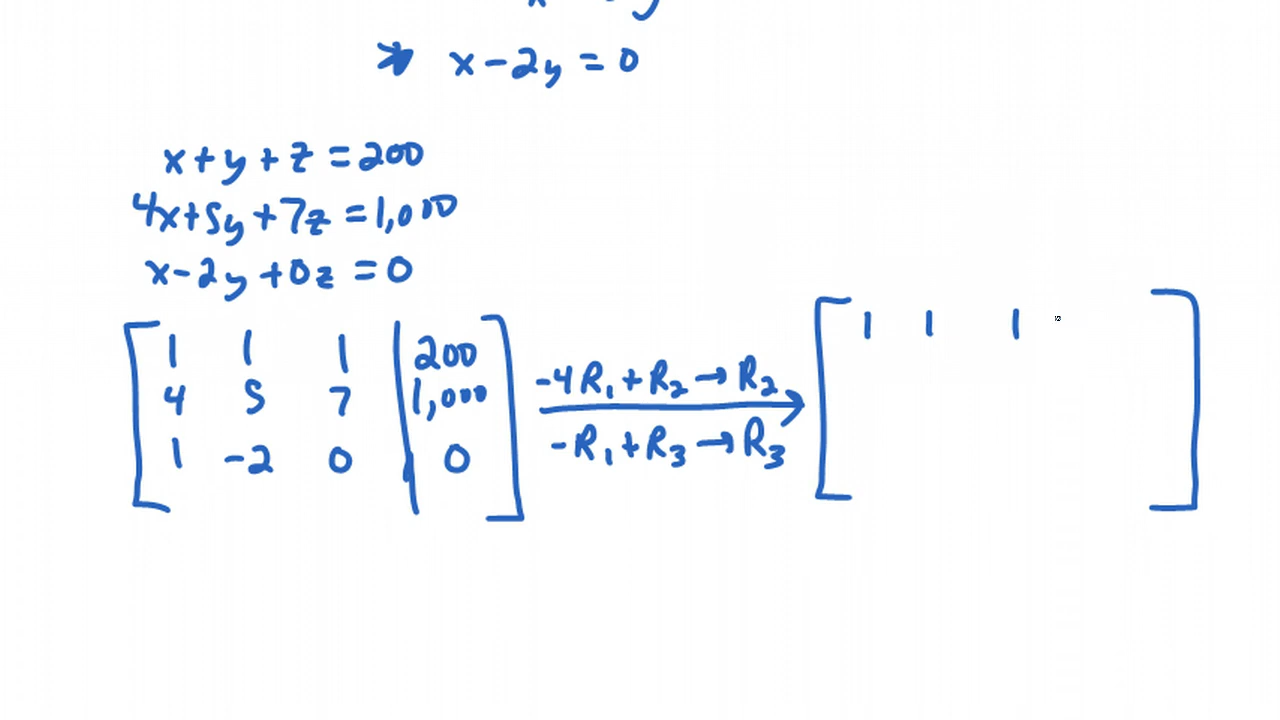 * x-2y = 0
x+y+z = 200
4x+5y+7z = 1,000
x-2y+0z = 0
1 1 1 | 200
4 5 7 | 1,000
1 -2 0 | 0
-4R₁+R₂→R₂
-R₁+R₃→R₃
1 1 1